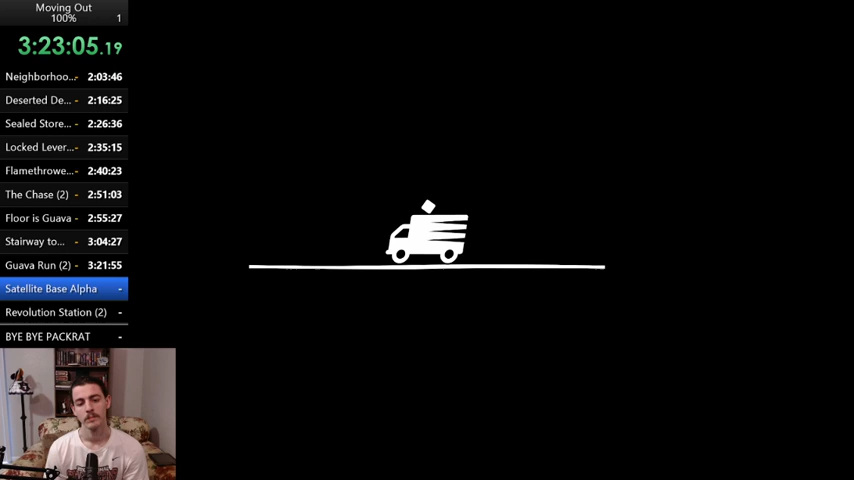 Moving Out
100% 1
3:23:05.19
Neighborhoo... - 2:03:46
Deserted De... - 2:16:25
Sealed Store... - 2:26:36
Locked Lever... - 2:35:15
Flamethrowe... - 2:40:23
The Chase (2) - 2:51:03
Floor is Guava - 2:55:27
Stairway to... - 3:04:27
Guava Run (2) - 3:21:55
Satellite Base Alpha -
Revolution Station (2) -
BYE BYE PACKRAT -